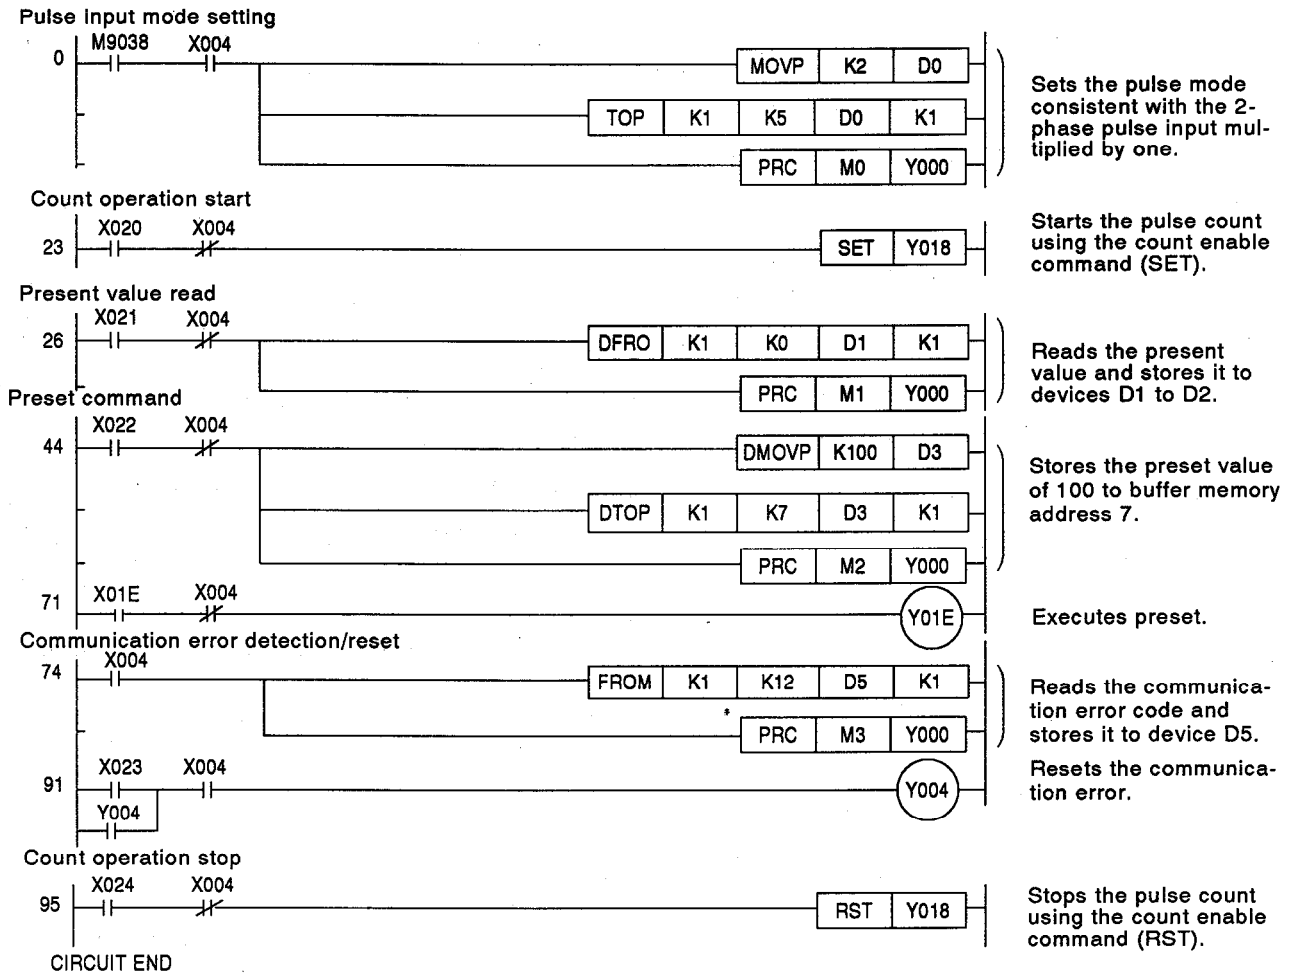 Pulse input mode setting
M9038 X004
0 MOVP K2 D0
TOP K1 K5 D0 K1
PRC M0 Y000
Sets the pulse mode
consistent with the 2-
phase pulse input mul-
tiplied by one.
Count operation start
X020 X004
23 SET Y018
Starts the pulse count
using the count enable
command (SET).
Present value read
X021 X004
26 DFRO K1 K0 D1 K1
PRC M1 Y000
Reads the present
value and stores it to
devices D1 to D2.
Preset command
X022 X004
44 DMOVP K100 D3
DTOP K1 K7 D3 K1
PRC M2 Y000
Stores the preset value
of 100 to buffer memory
address 7.
X01E X004
71 Y01E
Executes preset.
Communication error detection/reset
X004
74 FROM K1 K12 D5 K1
* PRC M3 Y000
Reads the communica-
tion error code and
stores it to device D5.
X023 X004
91 Y004
Y004
Resets the communica-
tion error.
Count operation stop
X024 X004
95 RST Y018
Stops the pulse count
using the count enable
command (RST).
CIRCUIT END